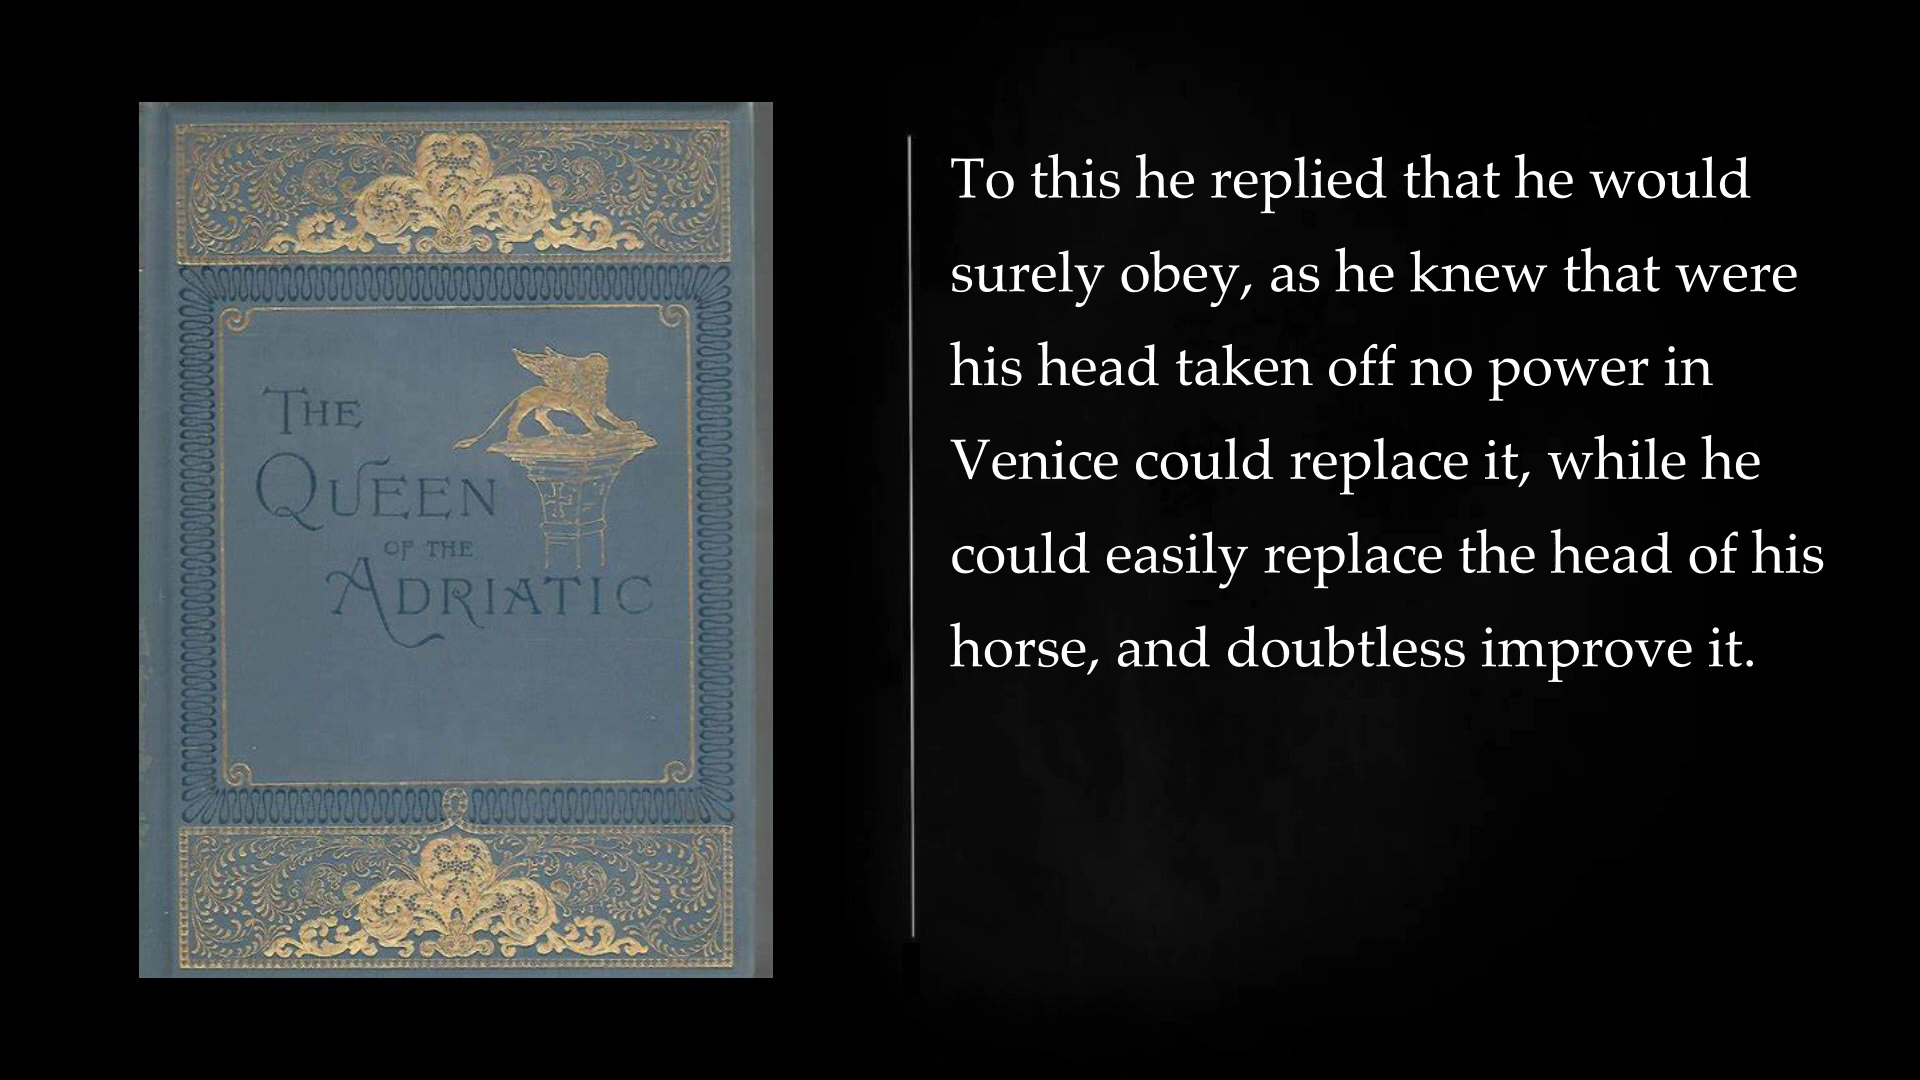 THE
QUEEN
OF THE
ADRIATIC
To this he replied that he would
surely obey, as he knew that were
his head taken off no power in
Venice could replace it, while he
could easily replace the head of his
horse, and doubtless improve it.